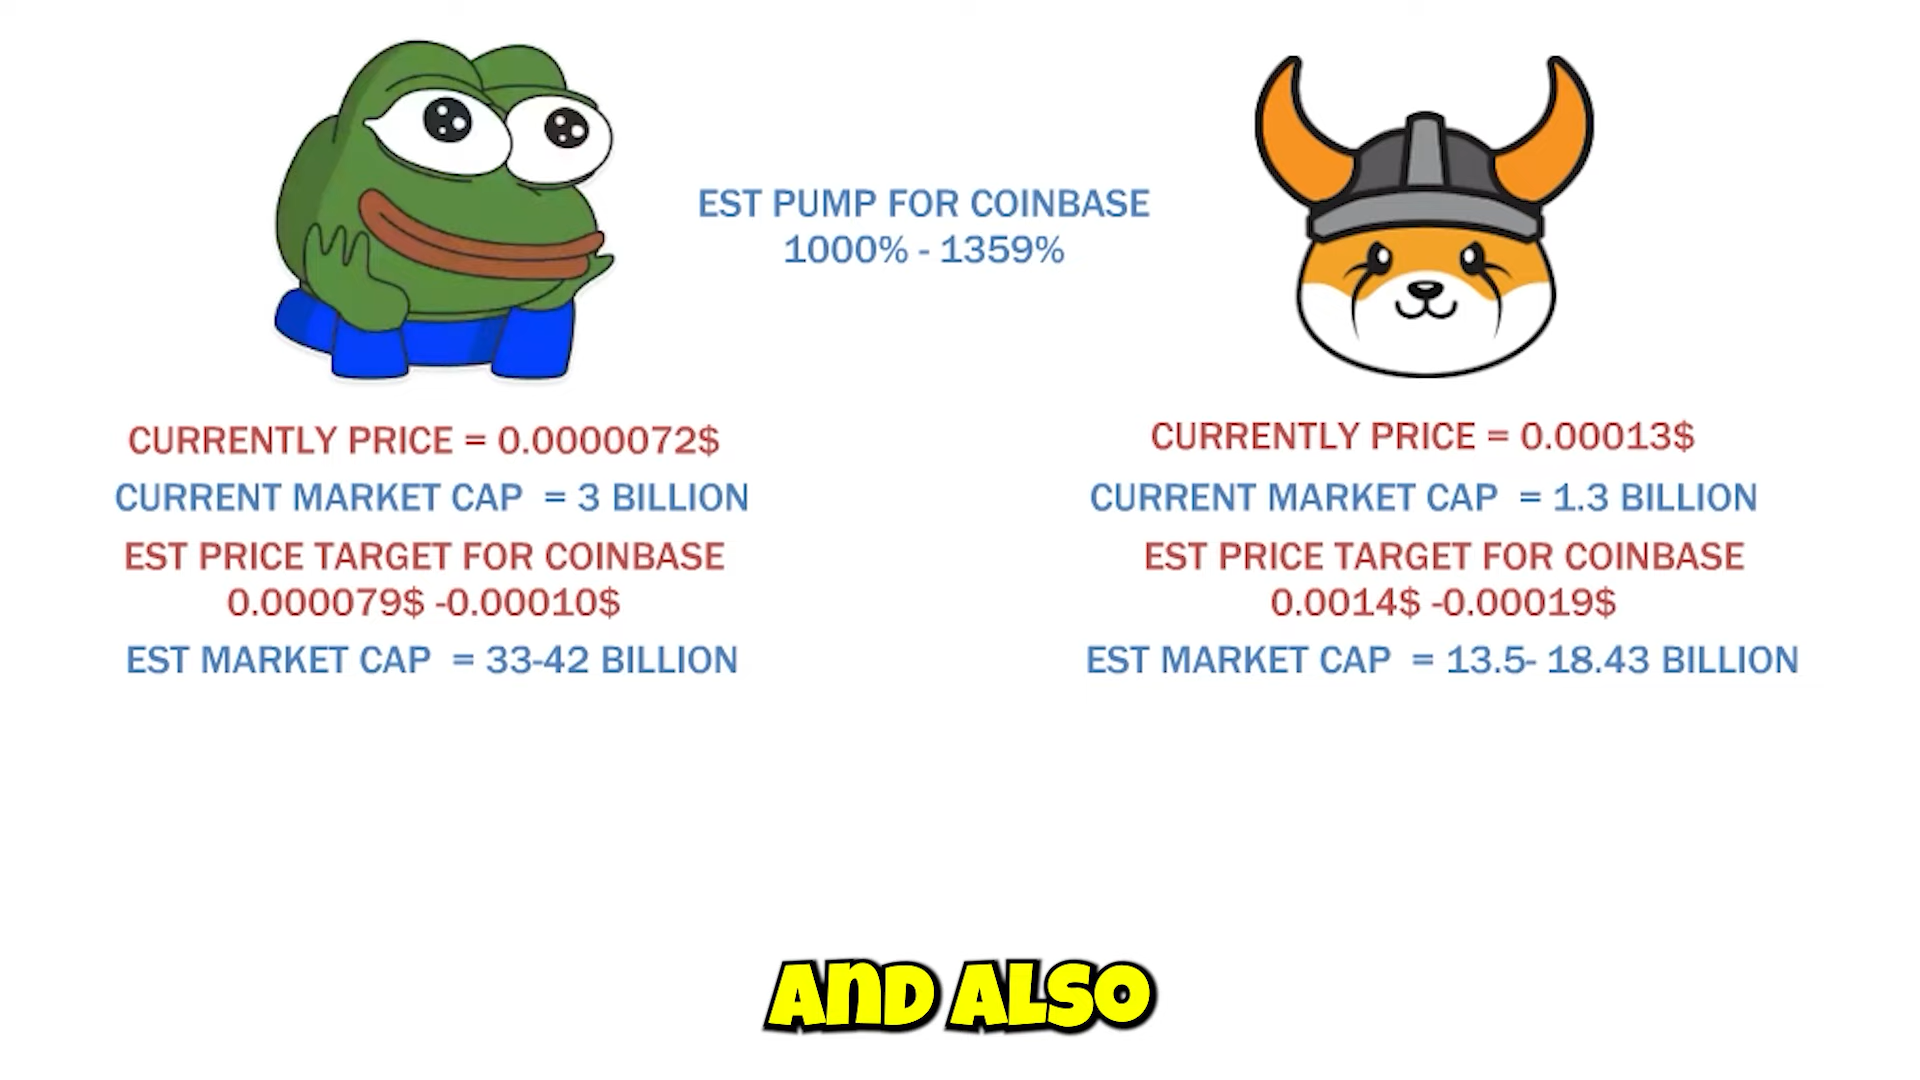 EST PUMP FOR COINBASE
1000% - 1359%
CURRENTLY PRICE = 0.0000072$
CURRENT MARKET CAP = 3 BILLION
EST PRICE TARGET FOR COINBASE
0.000079$ -0.00010$
EST MARKET CAP = 33-42 BILLION
CURRENTLY PRICE = 0.00013$
CURRENT MARKET CAP = 1.3 BILLION
EST PRICE TARGET FOR COINBASE
0.0014$ -0.00019$
EST MARKET CAP = 13.5- 18.43 BILLION
AND ALSO